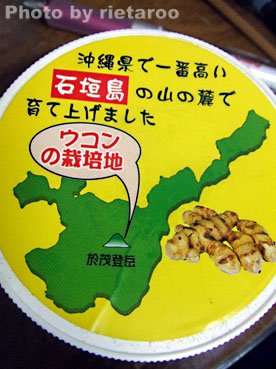 Photo by rietaroo
沖縄県で一番高い
石垣島の山の麓で
育て上げました
ウコン
の栽培地
於茂登岳